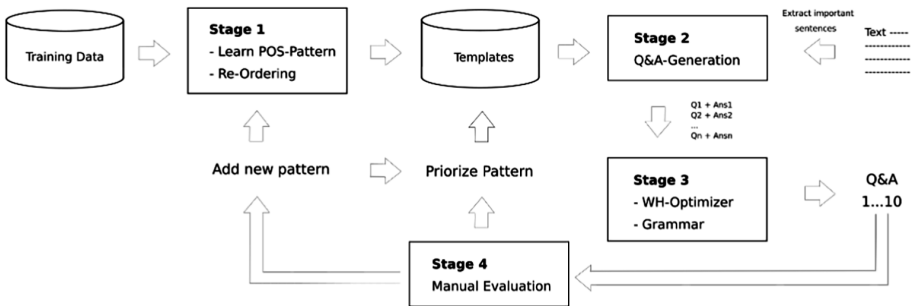 Training Data
Stage 1
- Learn POS-Pattern
- Re-Ordering
Templates
Stage 2
Q&A-Generation
Extract important
sentences
Text -----
------------
------------
------------
Q1 + Ans1
Q2 + Ans2
...
Qn + Ansn
Add new pattern
Priorize Pattern
Stage 3
- WH-Optimizer
- Grammar
Q&A
1...10
Stage 4
Manual Evaluation